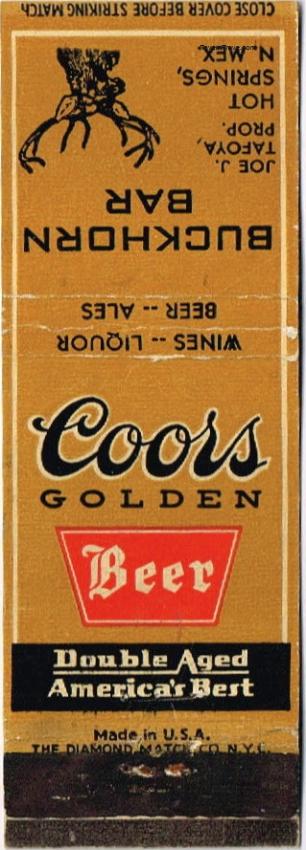 CLOSE COVER BEFORE STRIKING MATCH
BUCKHORN
BAR
JOE J.
TAFOYA,
PROP.
HOT
SPRINGS,
N. MEX.
WINES -- LIQUOR
BEER -- ALES
Coors
GOLDEN
Beer
Double Aged
America's Best
Made in U.S.A.
THE DIAMOND MATCH CO. N.Y.C.